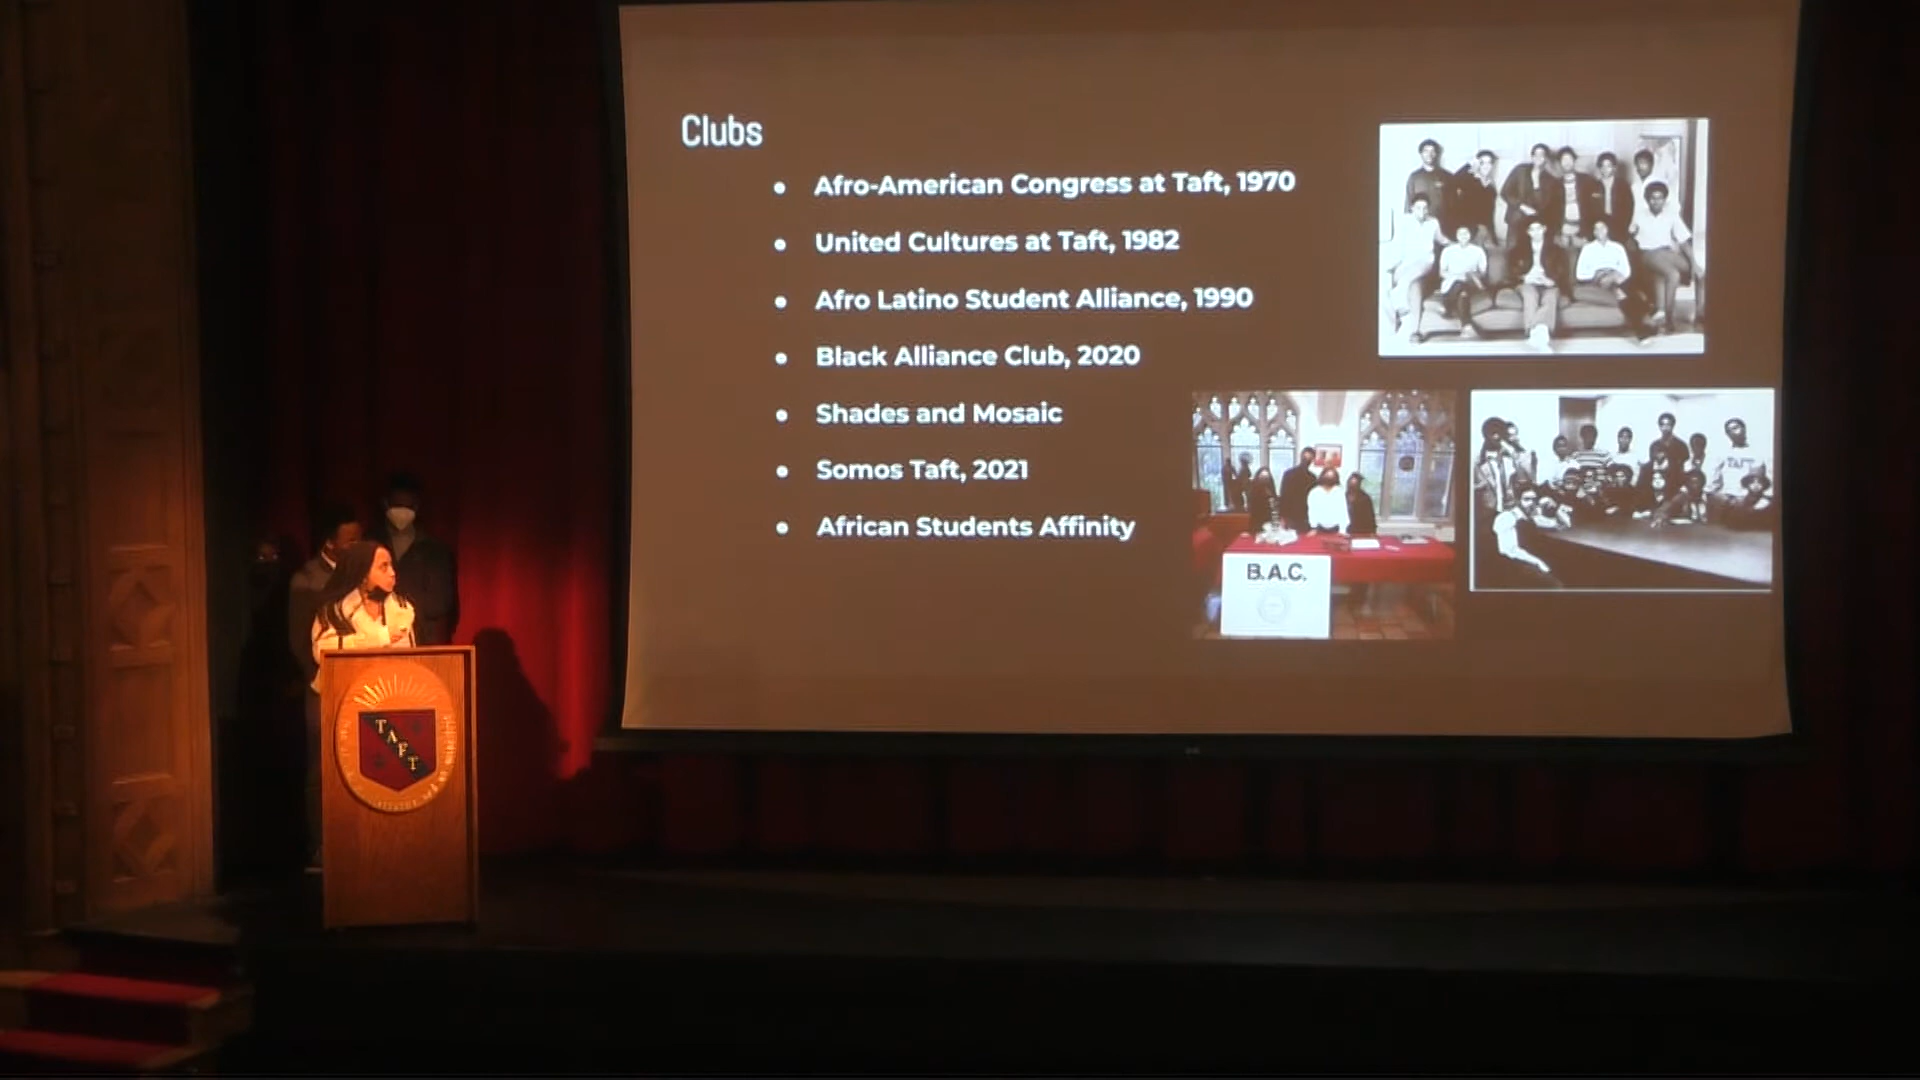 Clubs
Afro-American Congress at Taft, 1970
United Cultures at Taft, 1982
Afro Latino Student Alliance, 1990
Black Alliance Club, 2020
Shades and Mosaic
Somos Taft, 2021
African Students Affinity
B.A.C.
TAFT
TAFT